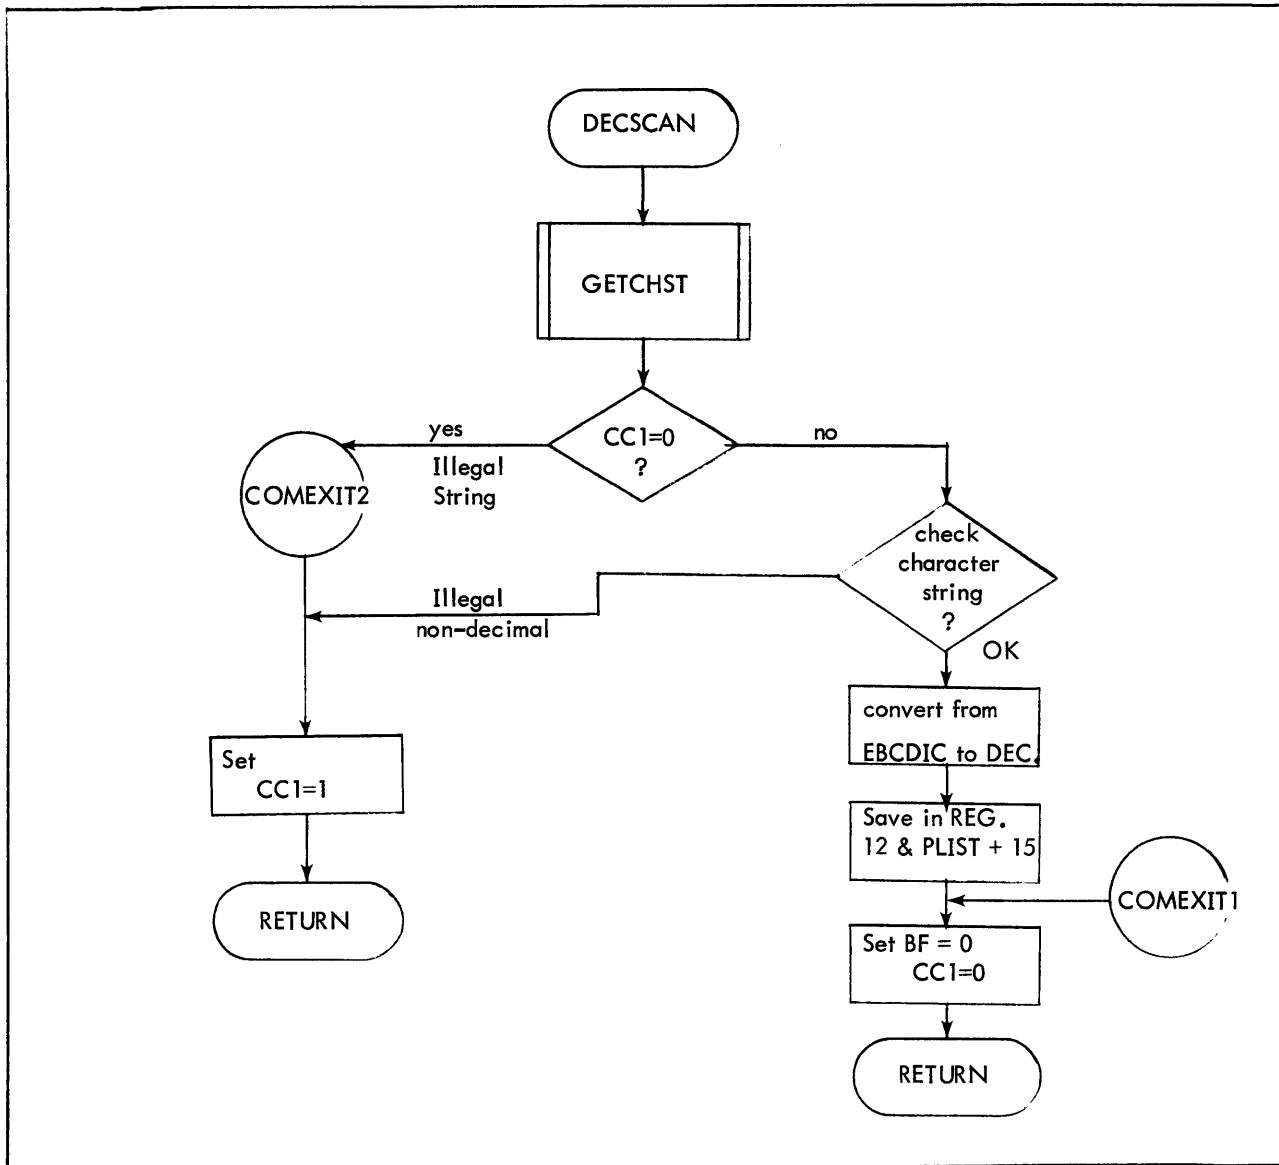 DECSCAN
GETCHST
CC1=0
?
yes
Illegal
String
no
COMEXIT2
check
character
string
?
Illegal
non-decimal
OK
convert from
EBCDIC to DEC.
Set
CC1=1
Save in REG.
12 & PLIST + 15
COMEXIT1
RETURN
Set BF = 0
CC1=0
RETURN